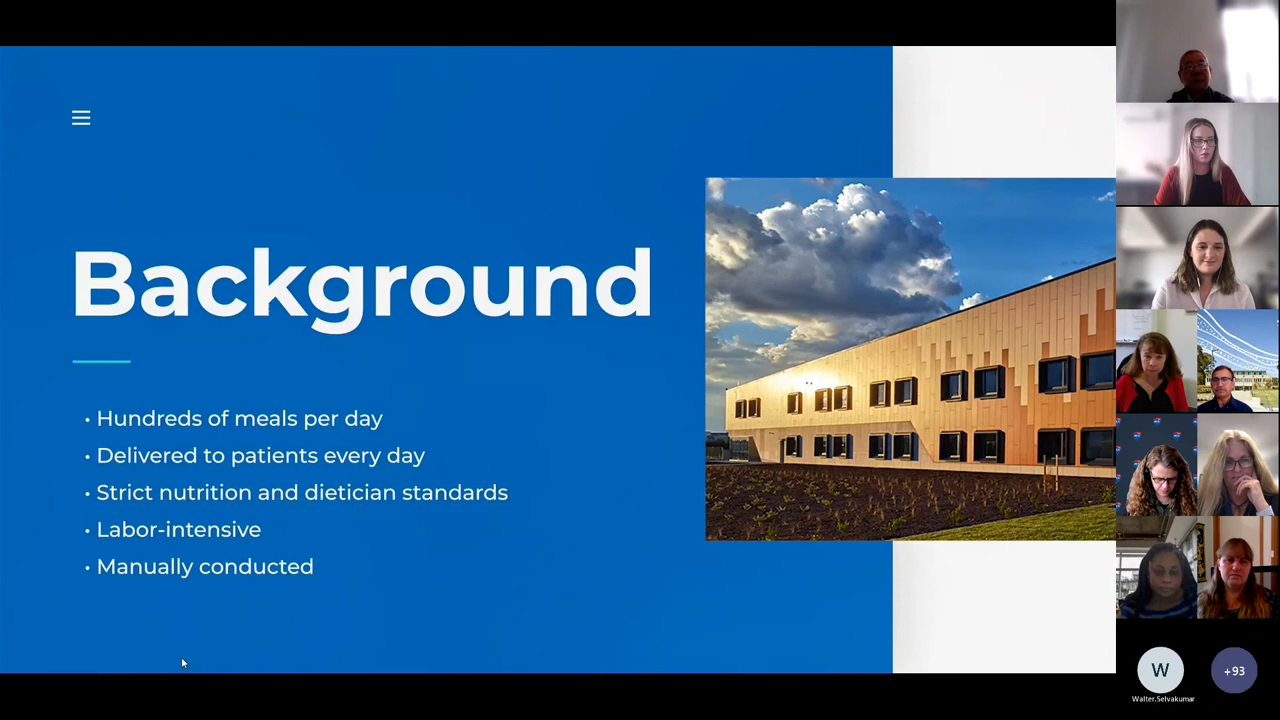 Background
• Hundreds of meals per day
• Delivered to patients every day
• Strict nutrition and dietician standards
• Labor-intensive
• Manually conducted
W
+93
Walter.Selvakumar